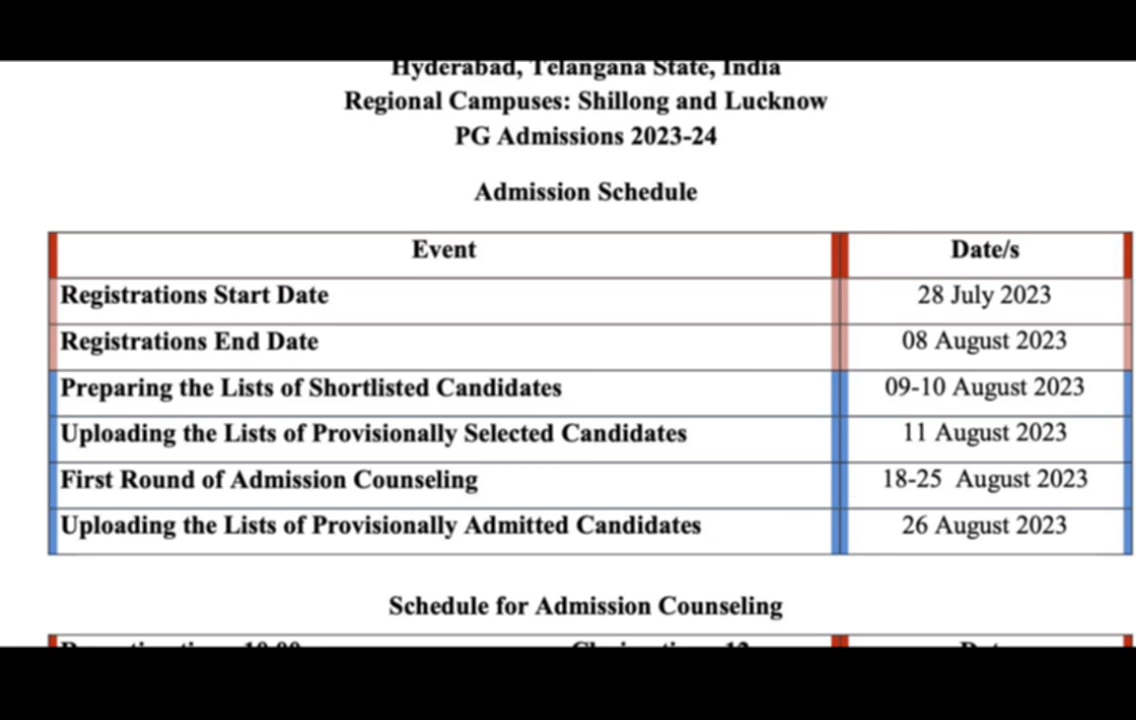 Hyderabad, Telangana State, India
Regional Campuses: Shillong and Lucknow
PG Admissions 2023-24
Admission Schedule
Event Date/s
Registrations Start Date 28 July 2023
Registrations End Date 08 August 2023
Preparing the Lists of Shortlisted Candidates 09-10 August 2023
Uploading the Lists of Provisionally Selected Candidates 11 August 2023
First Round of Admission Counseling 18-25 August 2023
Uploading the Lists of Provisionally Admitted Candidates 26 August 2023
Schedule for Admission Counseling